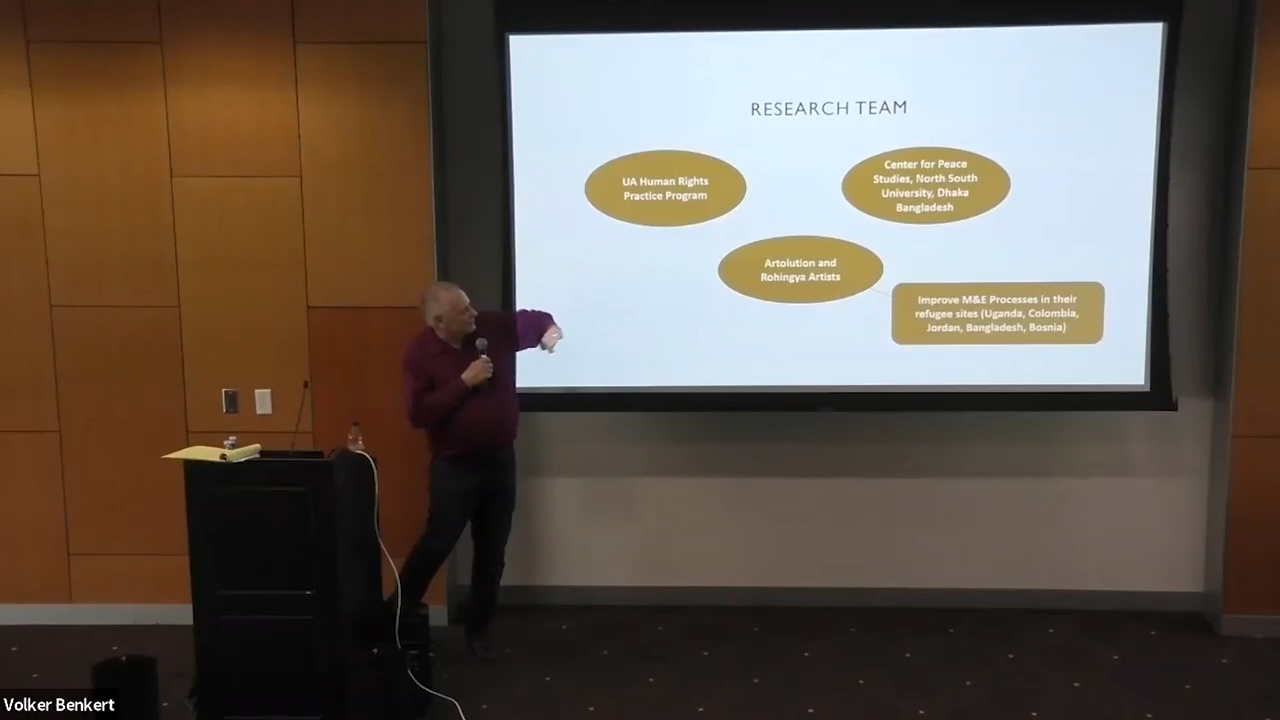 RESEARCH TEAM
UA Human Rights
Practice Program
Center for Peace
Studies, North South
University, Dhaka
Bangladesh
Artolution and
Rohingya Artists
Improve M&E Processes in their
refugee sites (Uganda, Colombia,
Jordan, Bangladesh, Bosnia)
Volker Benkert